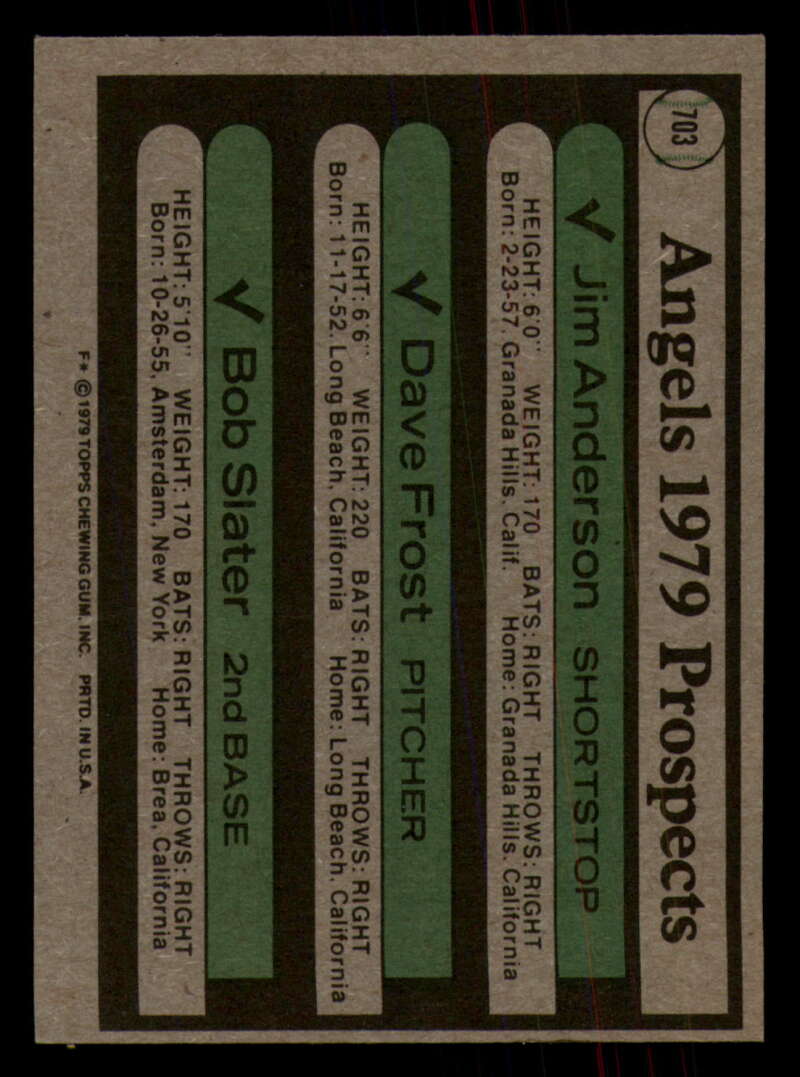 703
Angels 1979 Prospects
✓ Jim Anderson SHORTSTOP
HEIGHT: 6'0" WEIGHT: 170 BATS: RIGHT THROWS: RIGHT
Born: 2-23-57, Granada Hills, Calif. Home: Granada Hills, California
✓ Dave Frost PITCHER
HEIGHT: 6'6" WEIGHT: 220 BATS: RIGHT THROWS: RIGHT
Born: 11-17-52, Long Beach, California Home: Long Beach, California
✓ Bob Slater 2nd BASE
HEIGHT: 5'10" WEIGHT: 170 BATS: RIGHT THROWS: RIGHT
Born: 10-26-55, Amsterdam, New York Home: Brea, California
F* © 1979 TOPPS CHEWING GUM, INC. PRTD. IN U.S.A.